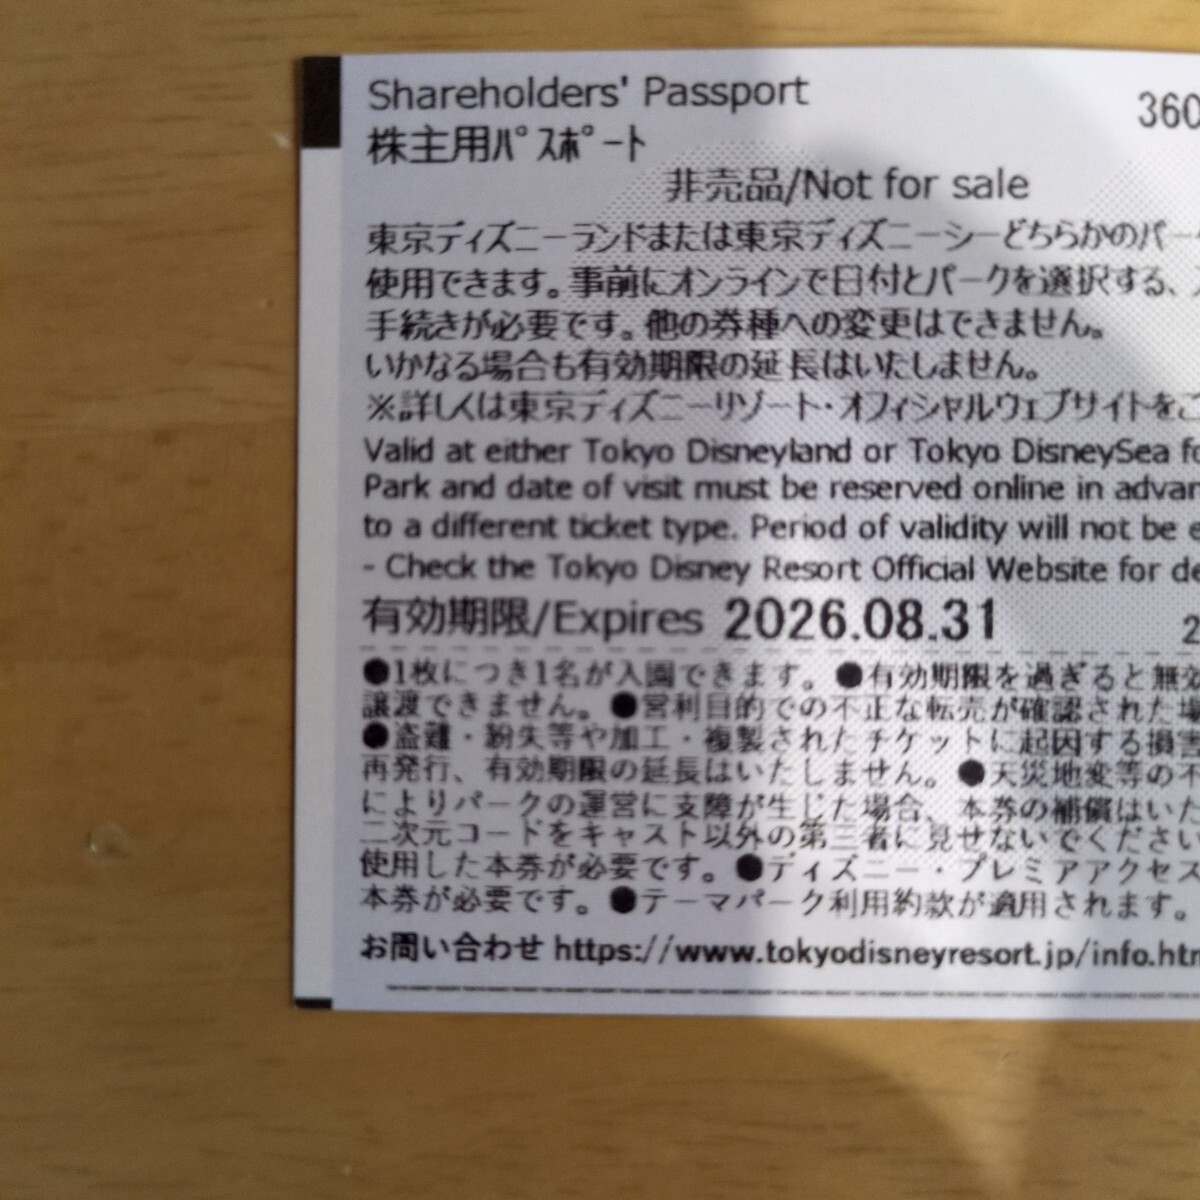 Shareholders' Passport 360
株主用パスポート
非売品/Not for sale
東京ディズニーランドまたは東京ディズニーシーどちらかのパー
使用できます。事前にオンラインで日付とパークを選択する、
手続きが必要です。他の券種への変更はできません。
いかなる場合も有効期限の延長はいたしません。
※詳しくは東京ディズニーリゾート・オフィシャルウェブサイトをご
Valid at either Tokyo Disneyland or Tokyo DisneySea fo
Park and date of visit must be reserved online in advan
to a different ticket type. Period of validity will not be e
- Check the Tokyo Disney Resort Official Website for de
有効期限/Expires 2026.08.31 2
●1枚につき1名が入園できます。●有効期限を過ぎると無効
譲渡できません。●営利目的での不正な転売が確認された場
●盗難・紛失等や加工・複製されたチケットに起因する損害
再発行、有効期限の延長はいたしません。●天災地変等の不
によりパークの運営に支障が生じた場合、本券の補償はいた
二次元コードをキャスト以外の第三者に見せないでください
使用した本券が必要です。●ディズニー・プレミアアクセス
本券が必要です。●テーマパーク利用約款が適用されます。
お問い合わせ https://www.tokyodisneyresort.jp/info.htm